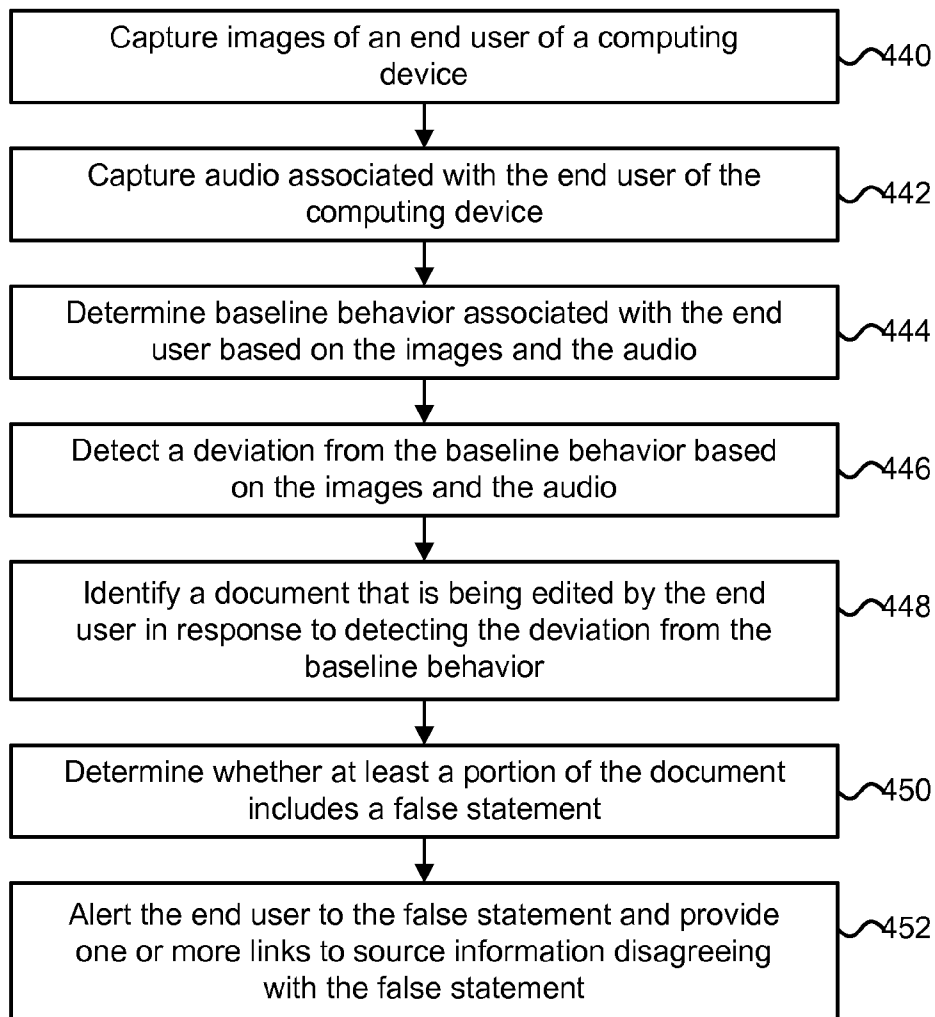 Capture images of an end user of a computing
device
440
Capture audio associated with the end user of the
computing device
442
Determine baseline behavior associated with the end
user based on the images and the audio
444
Detect a deviation from the baseline behavior based
on the images and the audio
446
Identify a document that is being edited by the end
user in response to detecting the deviation from the
baseline behavior
448
Determine whether at least a portion of the document
includes a false statement
450
Alert the end user to the false statement and provide
one or more links to source information disagreeing
with the false statement
452